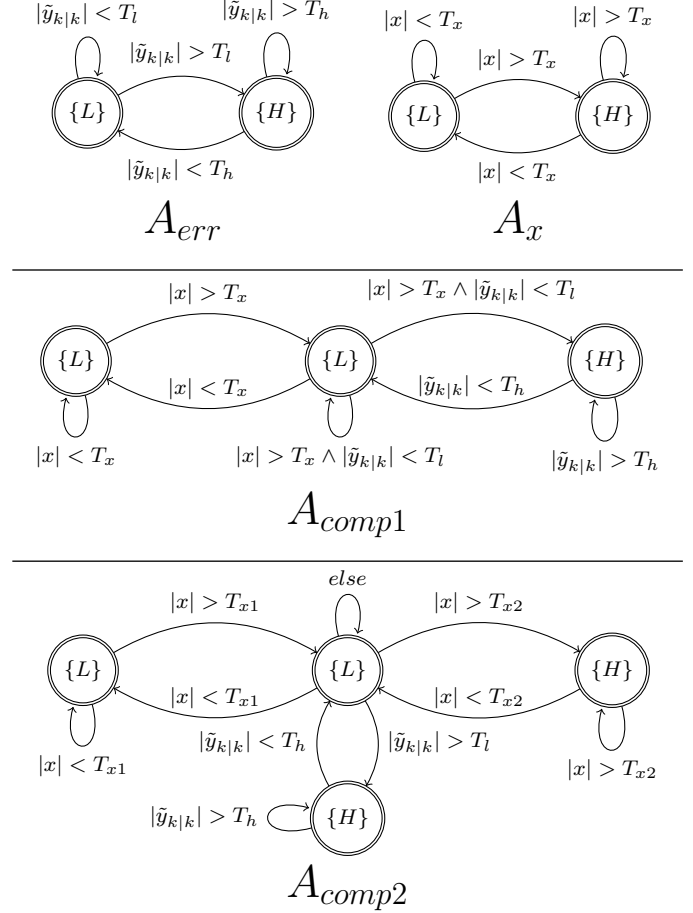 |ỹ_{k|k}| < T_l
|ỹ_{k|k}| > T_h
|ỹ_{k|k}| > T_l
{L}
{H}
|ỹ_{k|k}| < T_h
A_{err}
|x| < T_x
|x| > T_x
|x| > T_x
{L}
{H}
|x| < T_x
A_x
|x| > T_x
|x| > T_x ∧ |ỹ_{k|k}| < T_l
{L}
{L}
{H}
|x| < T_x
|ỹ_{k|k}| < T_h
|x| < T_x
|x| > T_x ∧ |ỹ_{k|k}| < T_l
|ỹ_{k|k}| > T_h
A_{comp1}
else
|x| > T_{x1}
|x| > T_{x2}
{L}
{L}
{H}
|x| < T_{x1}
|x| < T_{x2}
|ỹ_{k|k}| < T_h
|ỹ_{k|k}| > T_l
|x| < T_{x1}
|x| > T_{x2}
|ỹ_{k|k}| > T_h
{H}
A_{comp2}